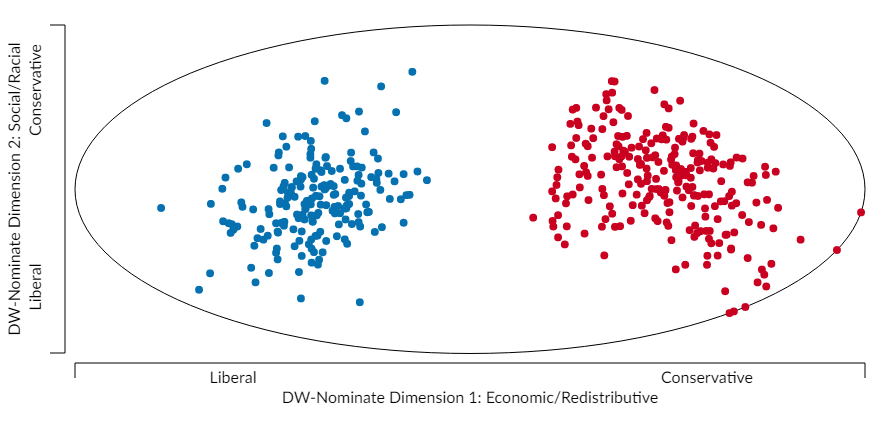 DW-Nominate Dimension 2: Social/Racial
Conservative
Liberal
Liberal
Conservative
DW-Nominate Dimension 1: Economic/Redistributive